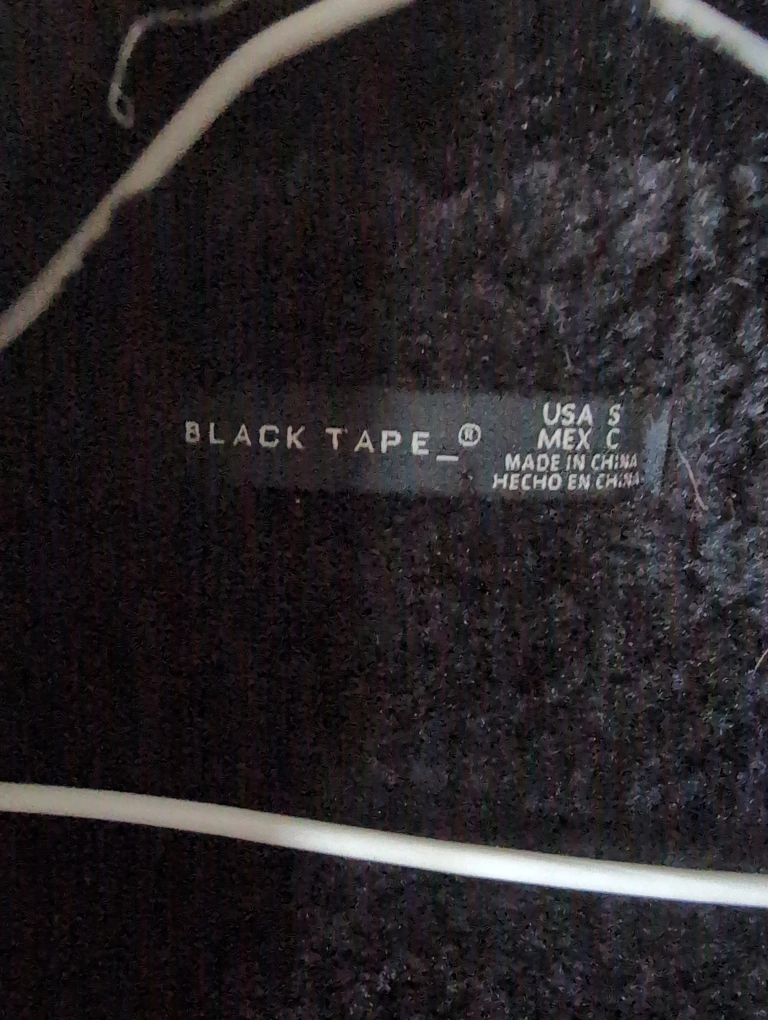 BLACK TAPE_®
USA S
MEX C
MADE IN CHINA
HECHO EN CHINA